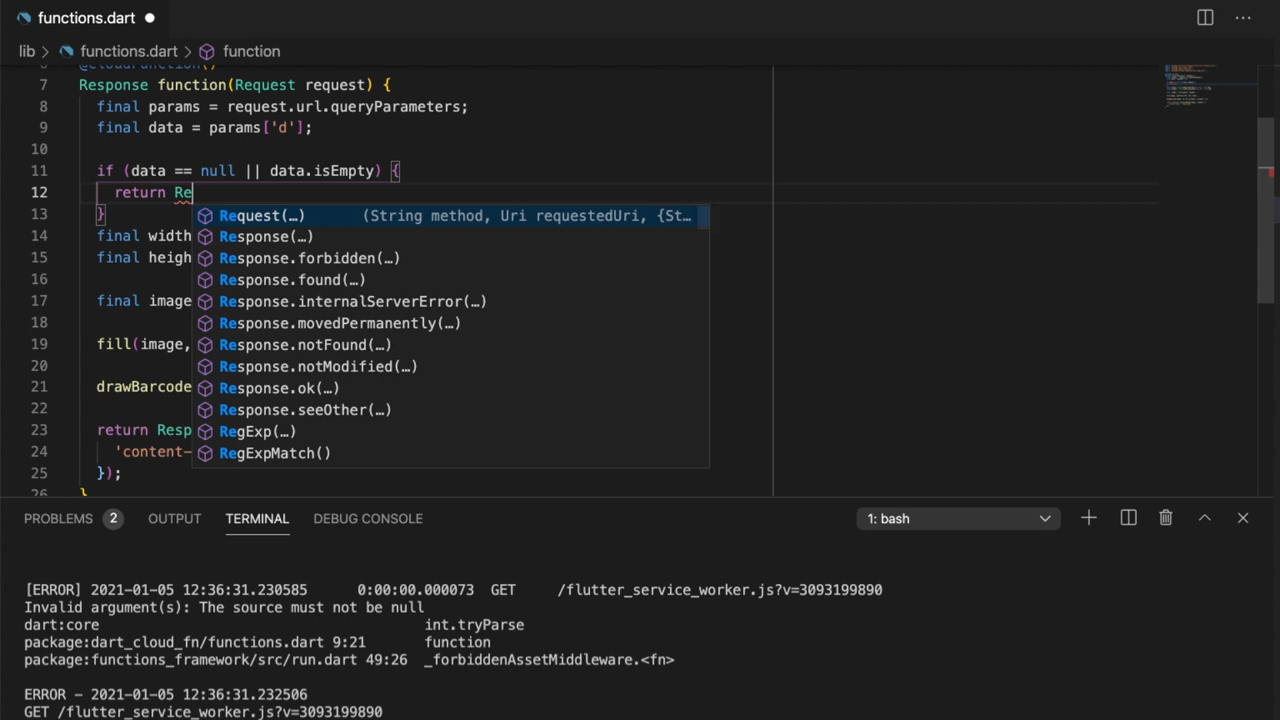 functions.dart
lib > functions.dart > function
6 @CloudFunction()
7 Response function(Request request) {
8 final params = request.url.queryParameters;
9 final data = params['d'];
10
11 if (data == null || data.isEmpty) {
12 return Re
13 }
14 final width
15 final heigh
16
17 final image
18
19 fill(image,
20
21 drawBarcode
22
23 return Resp
24 'content-
25 });
26 }
Request(…) (String method, Uri requestedUri, {St…
Response(…)
Response.forbidden(…)
Response.found(…)
Response.internalServerError(…)
Response.movedPermanently(…)
Response.notFound(…)
Response.notModified(…)
Response.ok(…)
Response.seeOther(…)
RegExp(…)
RegExpMatch()
PROBLEMS 2 OUTPUT TERMINAL DEBUG CONSOLE 1: bash
[ERROR] 2021-01-05 12:36:31.230585 0:00:00.000073 GET /flutter_service_worker.js?v=3093199890
Invalid argument(s): The source must not be null
dart:core int.tryParse
package:dart_cloud_fn/functions.dart 9:21 function
package:functions_framework/src/run.dart 49:26 _forbiddenAssetMiddleware.<fn>
ERROR - 2021-01-05 12:36:31.232506
GET /flutter_service_worker.js?v=3093199890